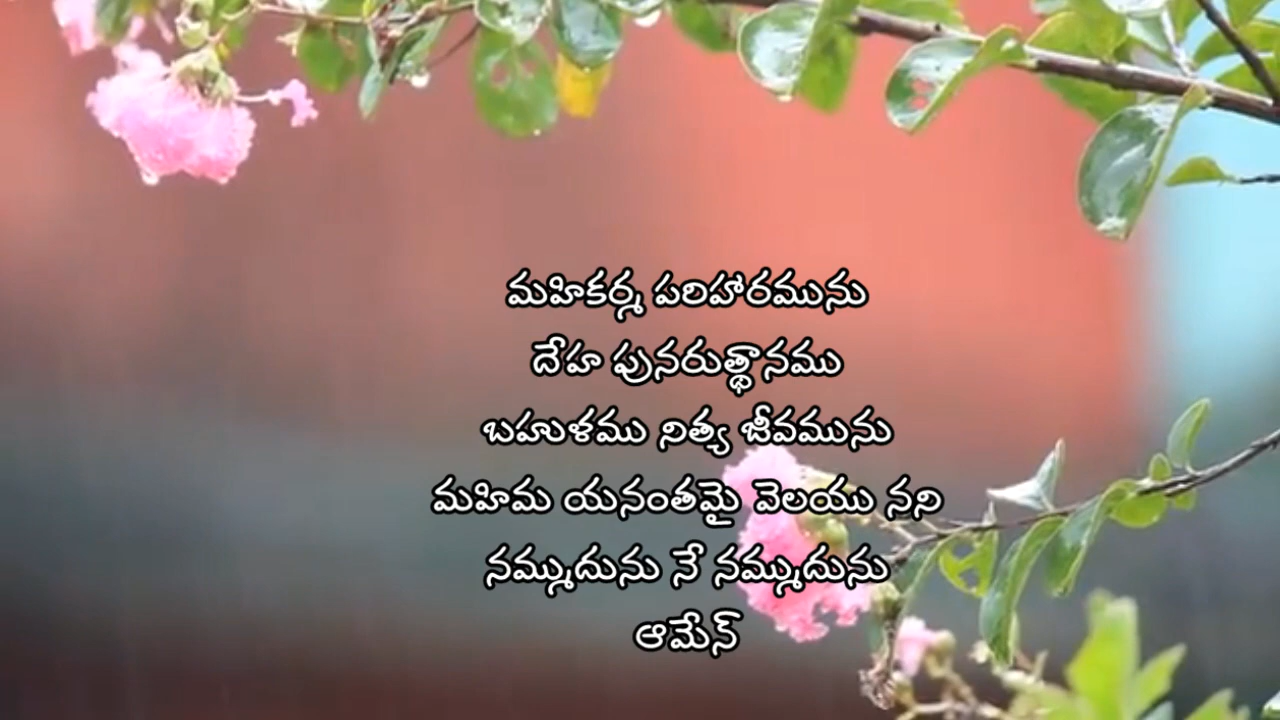 మహికర్మ పరిహారమును
దేహ పునరుత్థానము
బహుళము నిత్య జీవమును
మహిమ యనంతమై వెలయు నని
నమ్ముదును నే నమ్ముదును
ఆమేన్